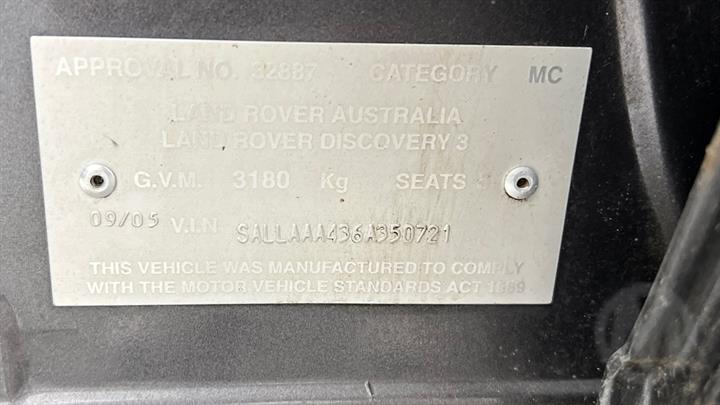 APPROVAL NO. 32887 CATEGORY MC
LAND ROVER AUSTRALIA
LAND ROVER DISCOVERY 3
G.V.M. 3180 Kg SEATS
09/05 V.I.N SALLAAA436A350721
THIS VEHICLE WAS MANUFACTURED TO COMPLY
WITH THE MOTOR VEHICLE STANDARDS ACT 1989